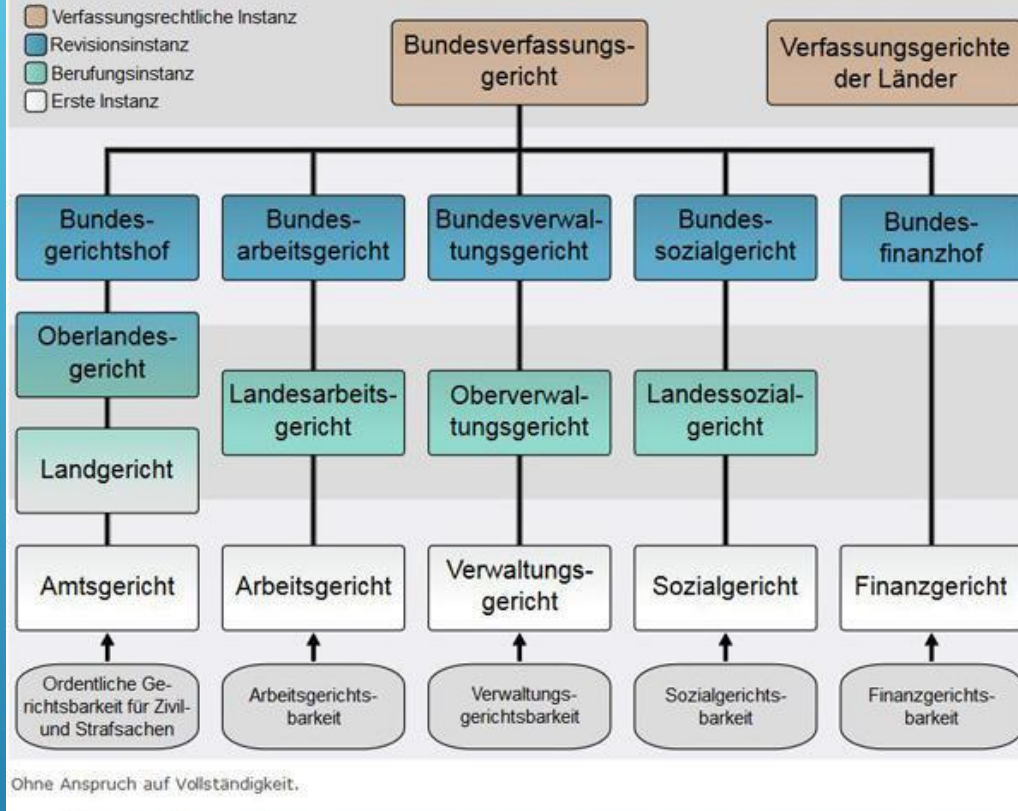 Verfassungsrechtliche Instanz
Revisionsinstanz
Berufungsinstanz
Erste Instanz
Bundesverfassungs-
gericht
Verfassungsgerichte
der Länder
Bundes-
gerichtshof
Bundes-
arbeitsgericht
Bundesverwal-
tungsgericht
Bundes-
sozialgericht
Bundes-
finanzhof
Oberlandes-
gericht
Landesarbeits-
gericht
Oberverwal-
tungsgericht
Landessozial-
gericht
Landgericht
Amtsgericht
Arbeitsgericht
Verwaltungs-
gericht
Sozialgericht
Finanzgericht
Ordentliche Ge-
richtsbarkeit für Zivil-
und Strafsachen
Arbeitsgerichts-
barkeit
Verwaltungs-
gerichtsbarkeit
Sozialgerichts-
barkeit
Finanzgerichts-
barkeit
Ohne Anspruch auf Vollständigkeit.